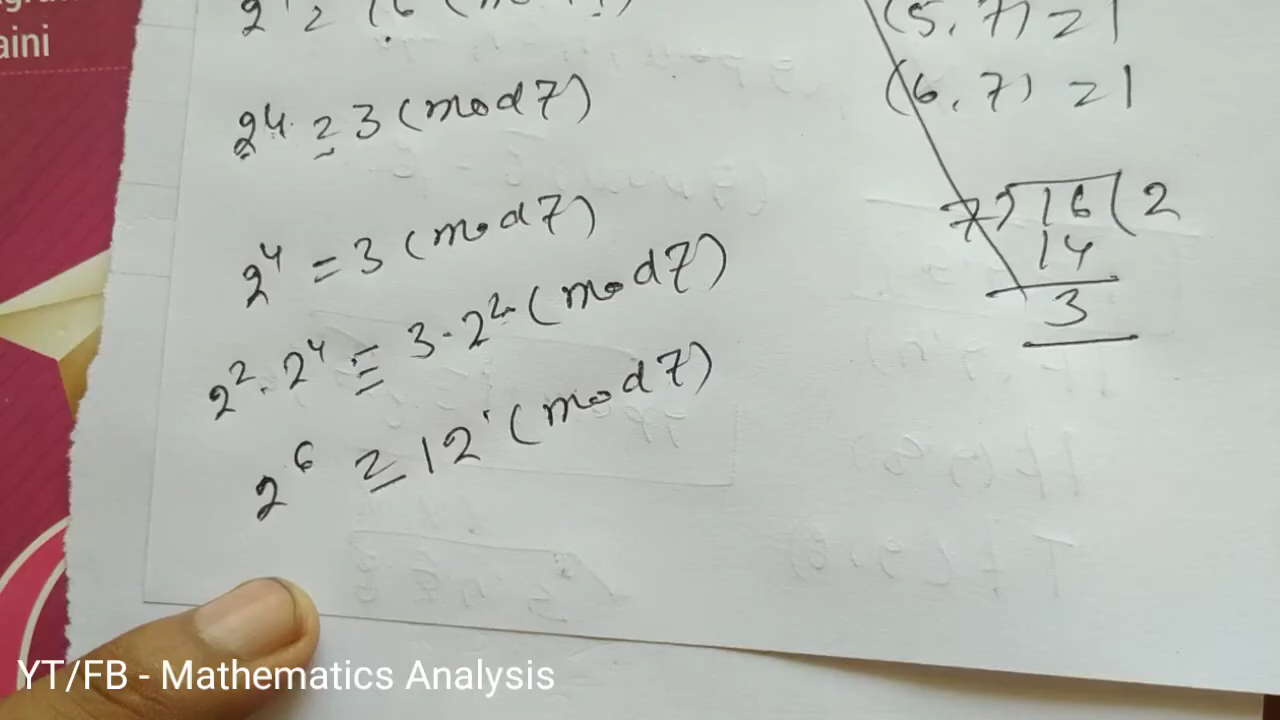 aini
2⁴ ≡ 3 (mod 7)
2⁴ = 3 (mod 7)
2² · 2⁴ ≡ 3 · 2² (mod 7)
2⁶ ≡ 12 (mod 7)
(5, 7) = 1
(6, 7) = 1
7) 16 (2
14
3
YT/FB - Mathematics Analysis